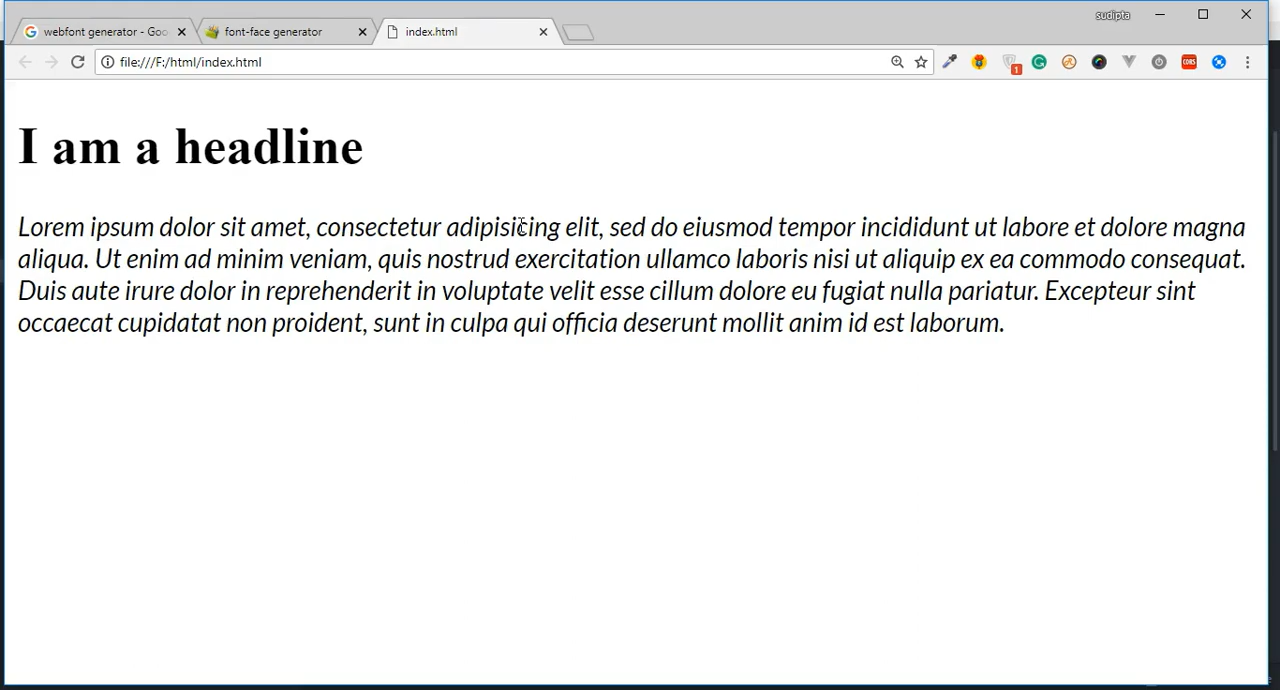 sudipta
webfont generator - Goo
font-face generator
index.html
file:///F:/html/index.html
1
CORS
I am a headline
Lorem ipsum dolor sit amet, consectetur adipisicing elit, sed do eiusmod tempor incididunt ut labore et dolore magna
aliqua. Ut enim ad minim veniam, quis nostrud exercitation ullamco laboris nisi ut aliquip ex ea commodo consequat.
Duis aute irure dolor in reprehenderit in voluptate velit esse cillum dolore eu fugiat nulla pariatur. Excepteur sint
occaecat cupidatat non proident, sunt in culpa qui officia deserunt mollit anim id est laborum.